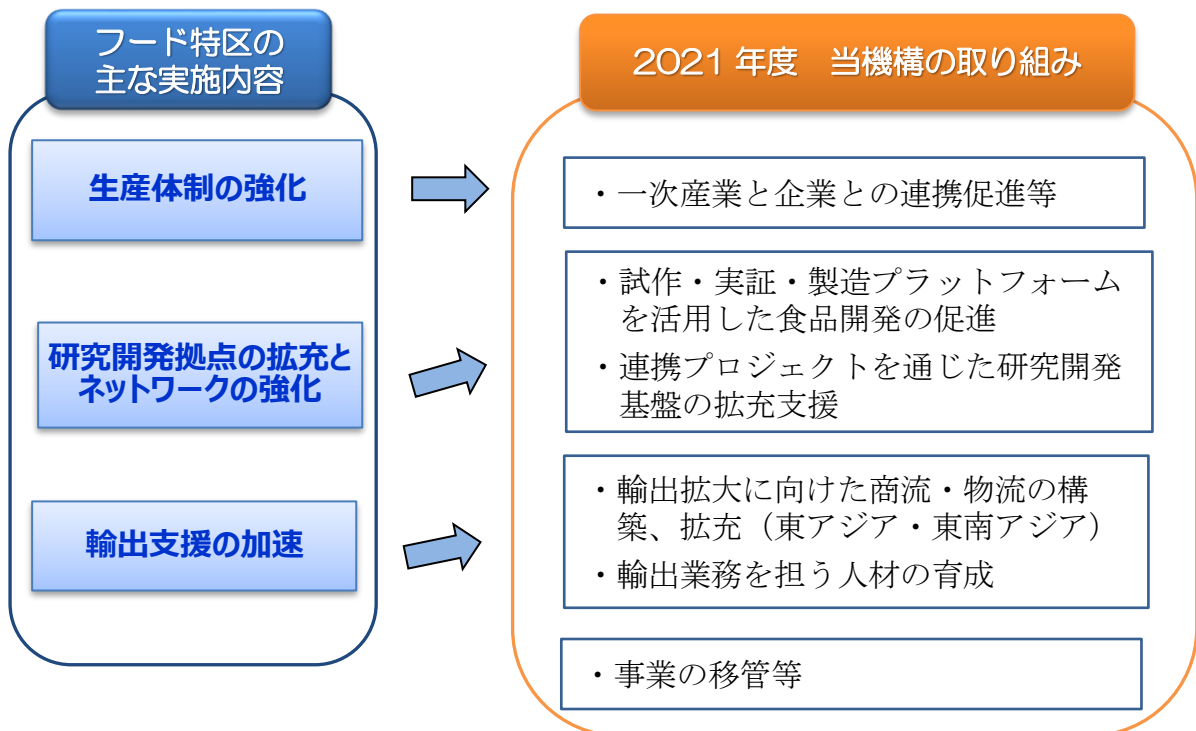 フード特区の
主な実施内容
2021 年度　当機構の取り組み
生産体制の強化
・一次産業と企業との連携促進等
研究開発拠点の拡充と
ネットワークの強化
・試作・実証・製造プラットフォーム
を活用した食品開発の促進
・連携プロジェクトを通じた研究開発
基盤の拡充支援
輸出支援の加速
・輸出拡大に向けた商流・物流の構
築、拡充（東アジア・東南アジア）
・輸出業務を担う人材の育成
・事業の移管等